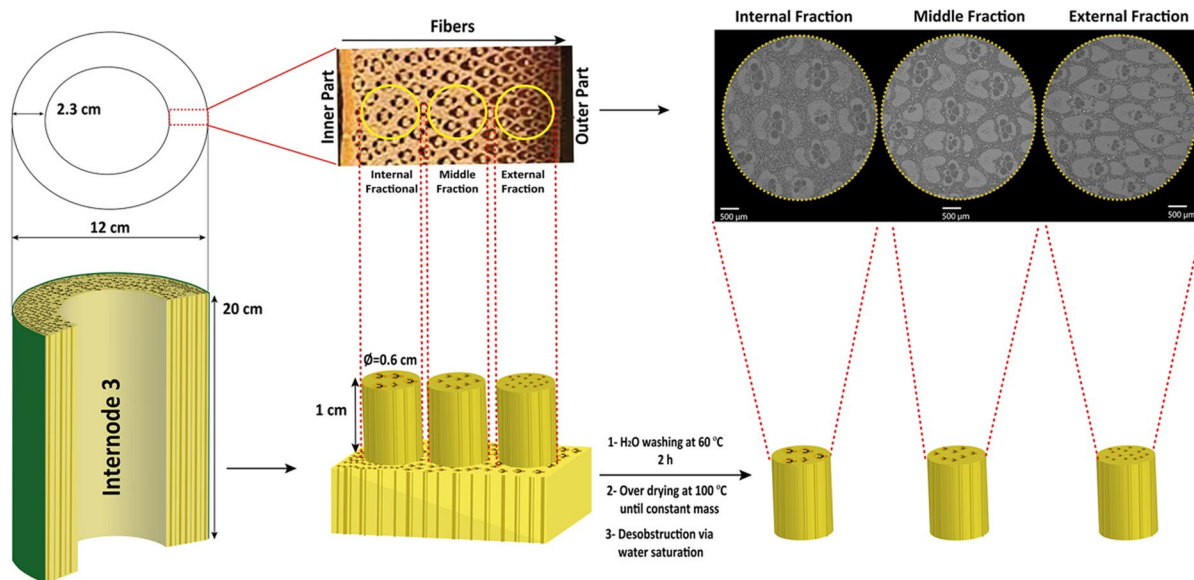 Fibers
Internal Fraction
Middle Fraction
External Fraction
2.3 cm
Inner Part
Outer Part
Internal
Fractional
Middle
Fraction
External
Fraction
500 µm
500 µm
500 µm
12 cm
20 cm
Internode 3
Ø=0.6 cm
1 cm
1- H₂O washing at 60 °C
2 h
2- Over drying at 100 °C
until constant mass
3- Desobstruction via
water saturation